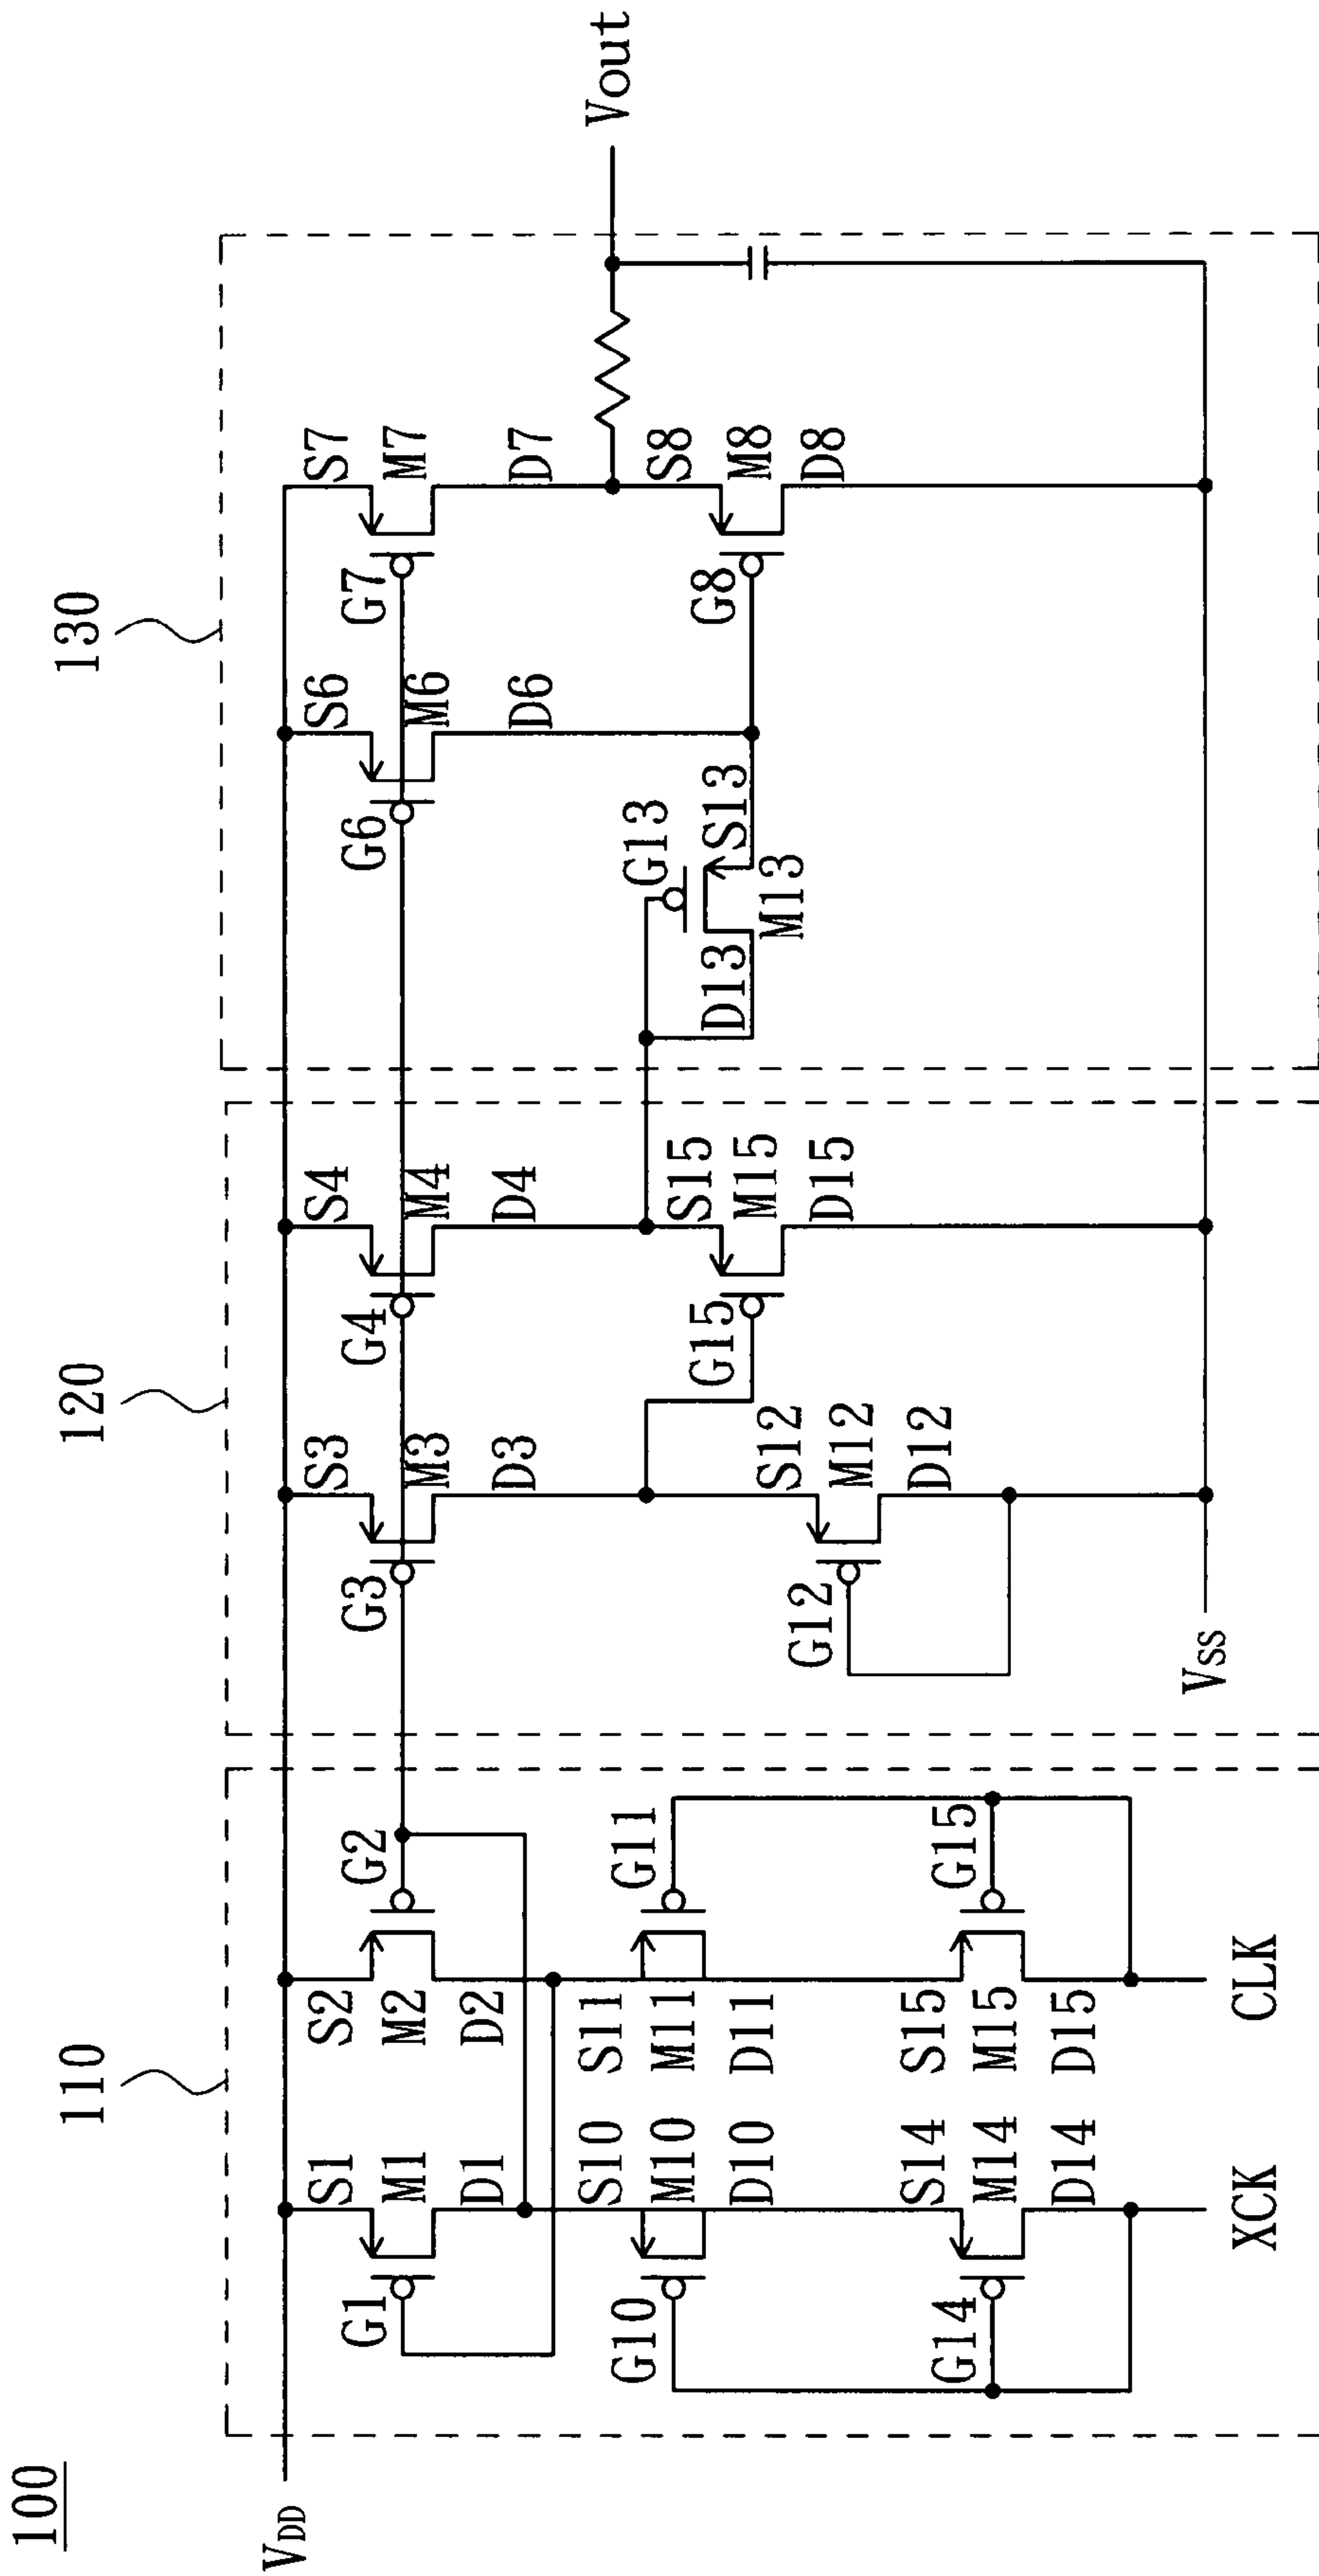 100
110
120
130
VDD
S1
S2
S3
S4
S6
S7
G1
G2
G3
G4
G6
G7
M1
M2
M3
M4
M6
M7
D1
D2
D3
D4
D6
D7
Vout
S10
S11
S15
G13
S8
G10
G11
M10
M11
G15
M15
D13
S13
G8
M8
D10
D11
S12
M13
D15
D8
G12
M12
S14
S15
D12
G14
G15
M14
M15
D14
D15
Vss
XCK
CLK